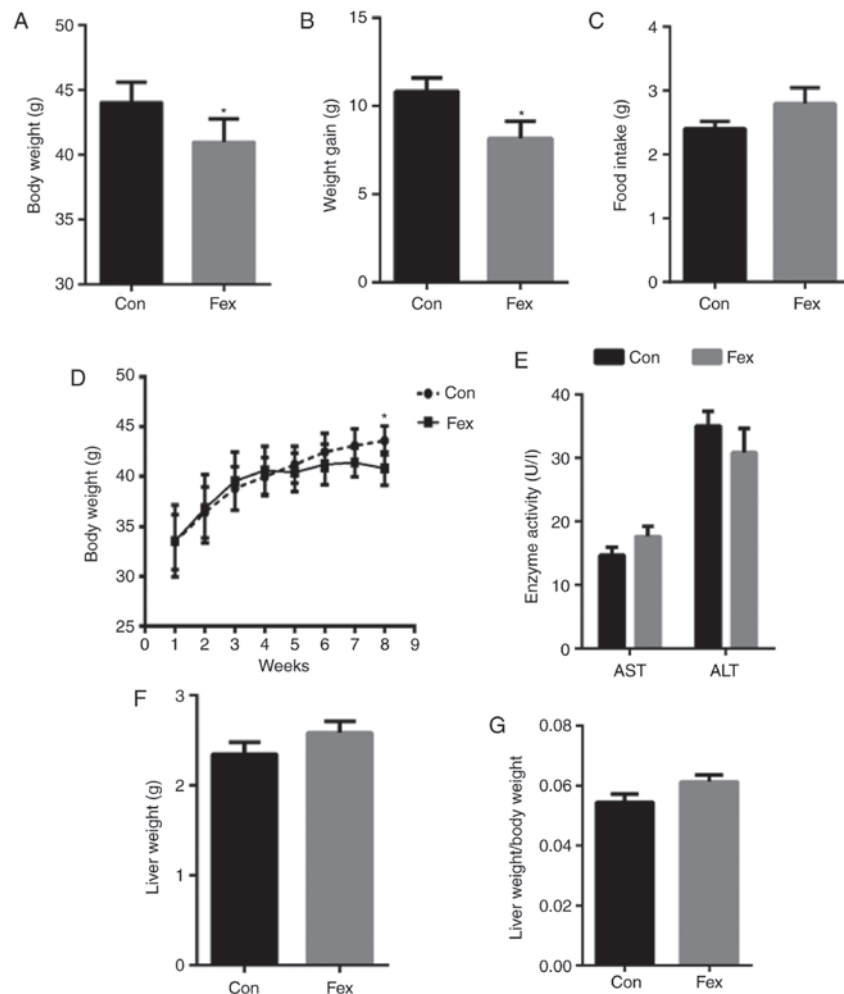 A
Body weight (g)
50
45
40
35
30
*
Con
Fex
B
Weight gain (g)
15
10
5
0
*
Con
Fex
C
Food intake (g)
4
3
2
1
0
Con
Fex
D
Body weight (g)
50
45
40
35
30
25
*
0 1 2 3 4 5 6 7 8 9
Weeks
Con
Fex
E
Con
Fex
Enzyme activity (U/l)
40
30
20
10
0
AST
ALT
F
Liver weight (g)
3
2
1
0
Con
Fex
G
Liver weight/body weight
0.08
0.06
0.04
0.02
0.00
Con
Fex